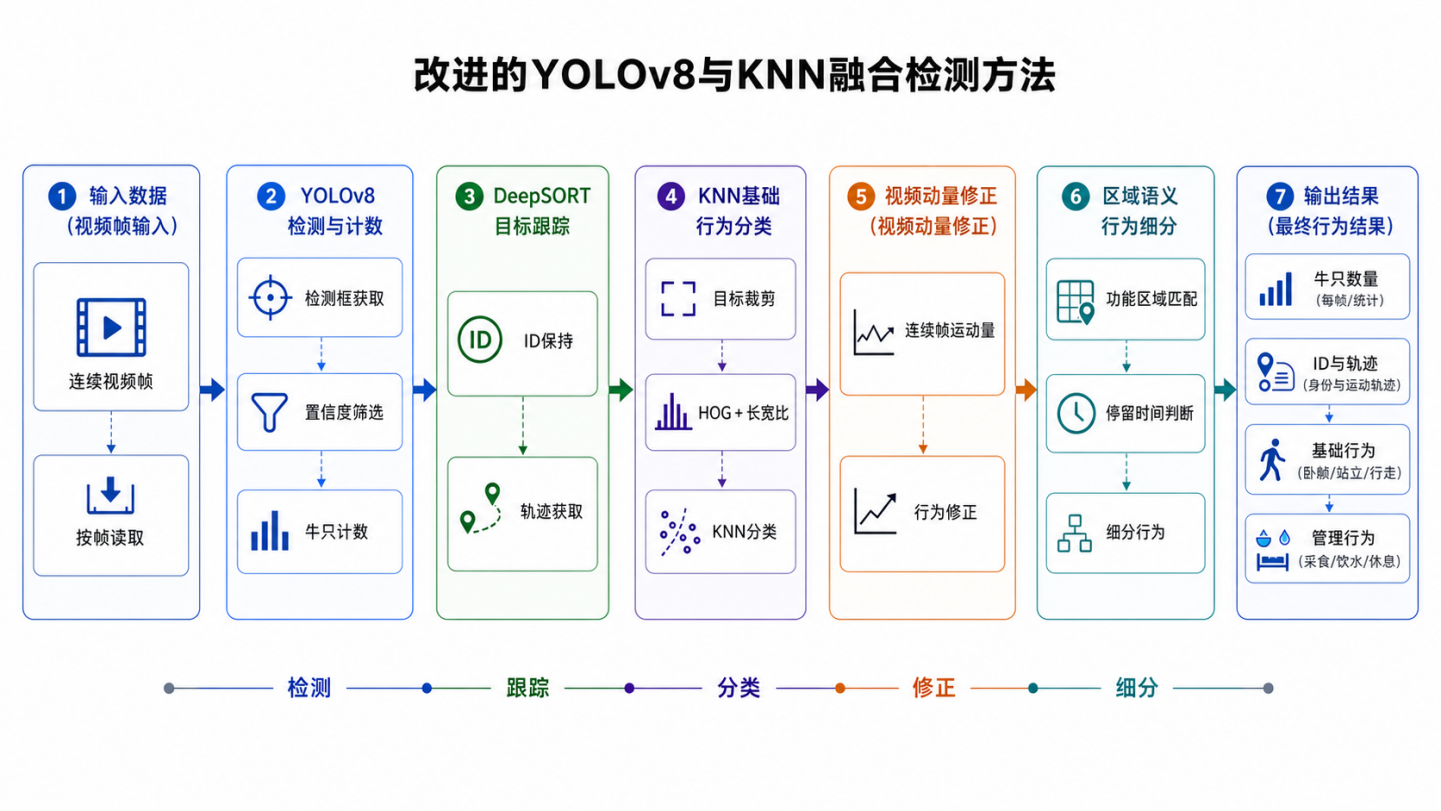 改进的YOLOv8与KNN融合检测方法
1 输入数据
（视频帧输入）
连续视频帧
按帧读取
2 YOLOv8
检测与计数
检测框获取
置信度筛选
牛只计数
3 DeepSORT
目标跟踪
ID
ID保持
轨迹获取
4 KNN基础
行为分类
目标裁剪
HOG + 长宽比
KNN分类
5 视频动量修正
（视频动量修正）
连续帧运动量
行为修正
6 区域语义
行为细分
功能区域匹配
停留时间判断
细分行为
7 输出结果
（最终行为结果）
牛只数量
（每帧/统计）
ID与轨迹
（身份与运动轨迹）
基础行为
管理行为
（采食/饮水/休息）
检测
跟踪
分类
修正
细分